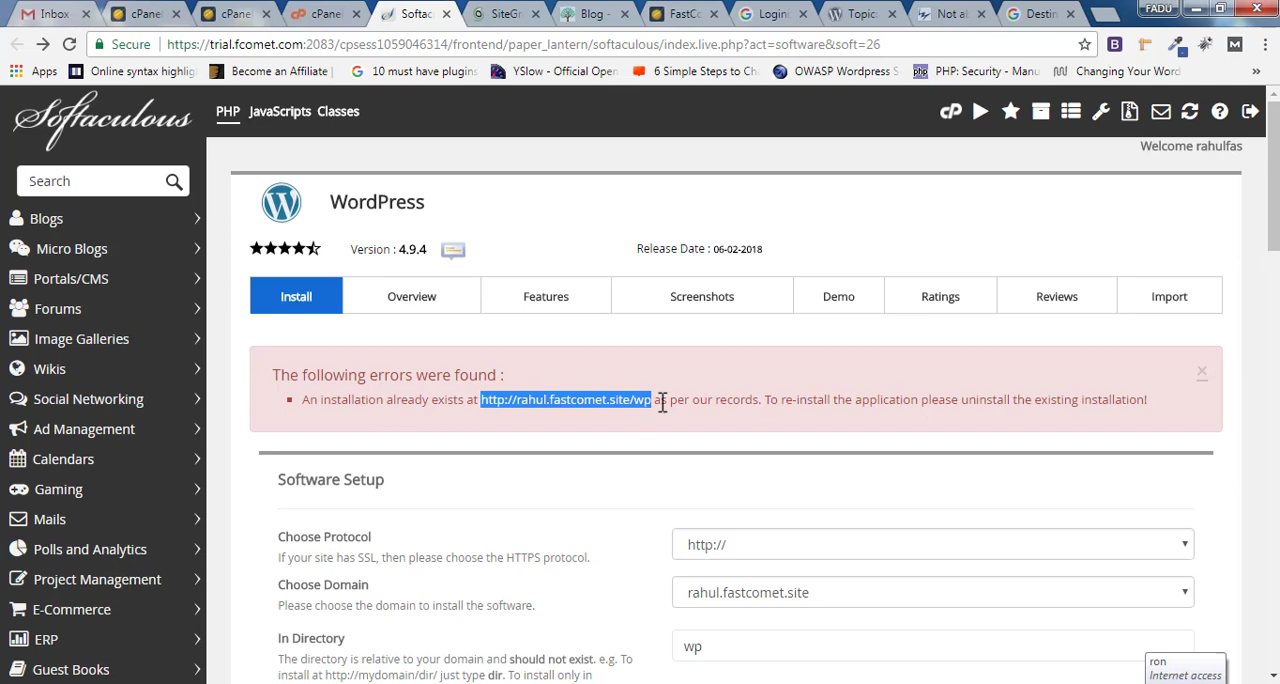 Inbox
cPane
cPane
cPanel
Softac
SiteGr
Blog -
FastCo
Login
Topic
Not a
Destin
FADU
Secure
https://trial.fcomet.com:2083/cpsess1059046314/frontend/paper_lantern/softaculous/index.live.php?act=software&soft=26
Apps
Online syntax highlig
Become an Affiliate |
10 must have plugins
YSlow - Official Open
6 Simple Steps to Ch
OWASP Wordpress S
PHP: Security - Manu
Changing Your Word
»
Softaculous
PHP JavaScripts Classes
Welcome rahulfas
Search
Blogs
Micro Blogs
Portals/CMS
Forums
Image Galleries
Wikis
Social Networking
Ad Management
Calendars
Gaming
Mails
Polls and Analytics
Project Management
E-Commerce
ERP
Guest Books
WordPress
Version : 4.9.4
Release Date : 06-02-2018
Install
Overview
Features
Screenshots
Demo
Ratings
Reviews
Import
The following errors were found :
An installation already exists at http://rahul.fastcomet.site/wp as per our records. To re-install the application please uninstall the existing installation!
Software Setup
Choose Protocol
If your site has SSL, then please choose the HTTPS protocol.
http://
Choose Domain
Please choose the domain to install the software.
rahul.fastcomet.site
In Directory
The directory is relative to your domain and should not exist. e.g. To
install at http://mydomain/dir/ just type dir. To install only in
wp
ron
Internet access